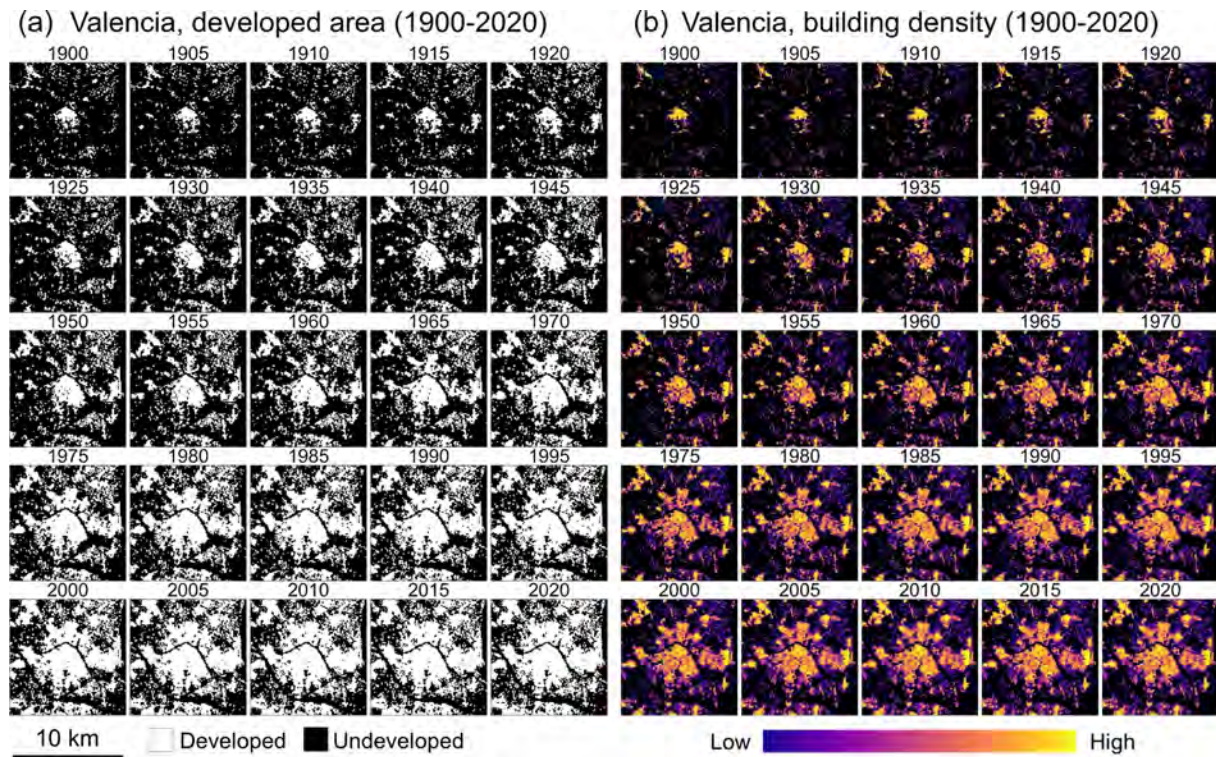 (a) Valencia, developed area (1900-2020)
1900 1905 1910 1915 1920
1925 1930 1935 1940 1945
1950 1955 1960 1965 1970
1975 1980 1985 1990 1995
2000 2005 2010 2015 2020
10 km
Developed
Undeveloped
(b) Valencia, building density (1900-2020)
1900 1905 1910 1915 1920
1925 1930 1935 1940 1945
1950 1955 1960 1965 1970
1975 1980 1985 1990 1995
2000 2005 2010 2015 2020
Low
High